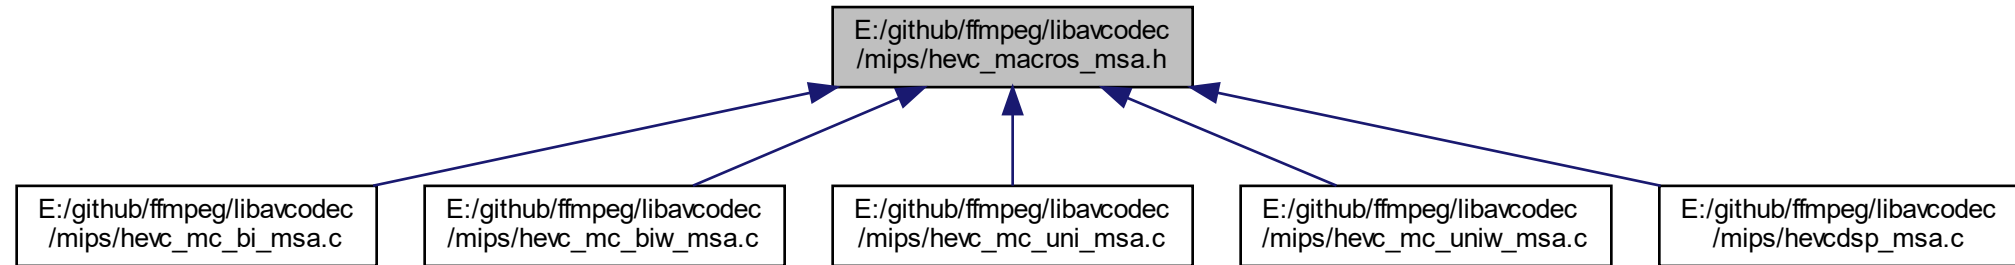 E:/github/ffmpeg/libavcodec
/mips/hevc_macros_msa.h
E:/github/ffmpeg/libavcodec
/mips/hevc_mc_bi_msa.c
E:/github/ffmpeg/libavcodec
/mips/hevc_mc_biw_msa.c
E:/github/ffmpeg/libavcodec
/mips/hevc_mc_uni_msa.c
E:/github/ffmpeg/libavcodec
/mips/hevc_mc_uniw_msa.c
E:/github/ffmpeg/libavcodec
/mips/hevcdsp_msa.c